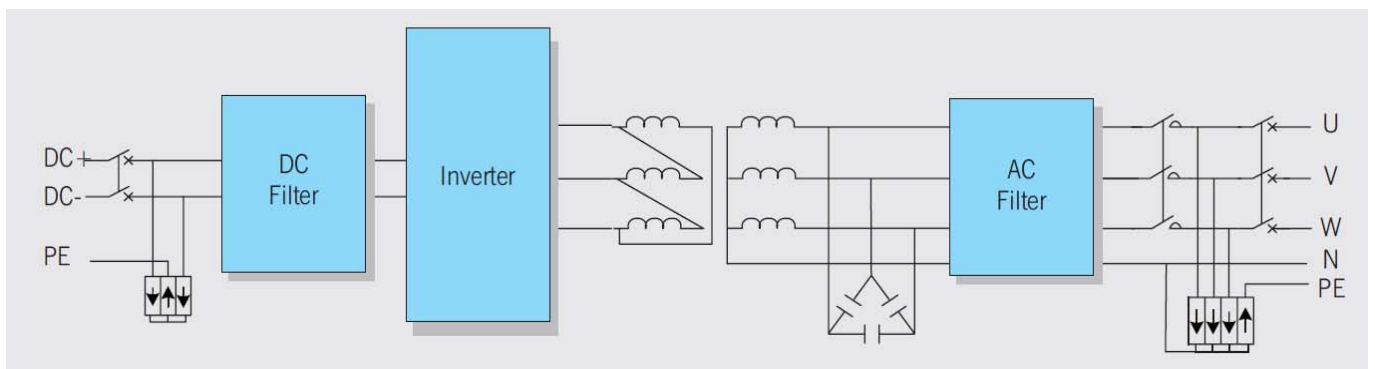 DC+
DC-
PE
DC
Filter
Inverter
AC
Filter
U
V
W
N
PE